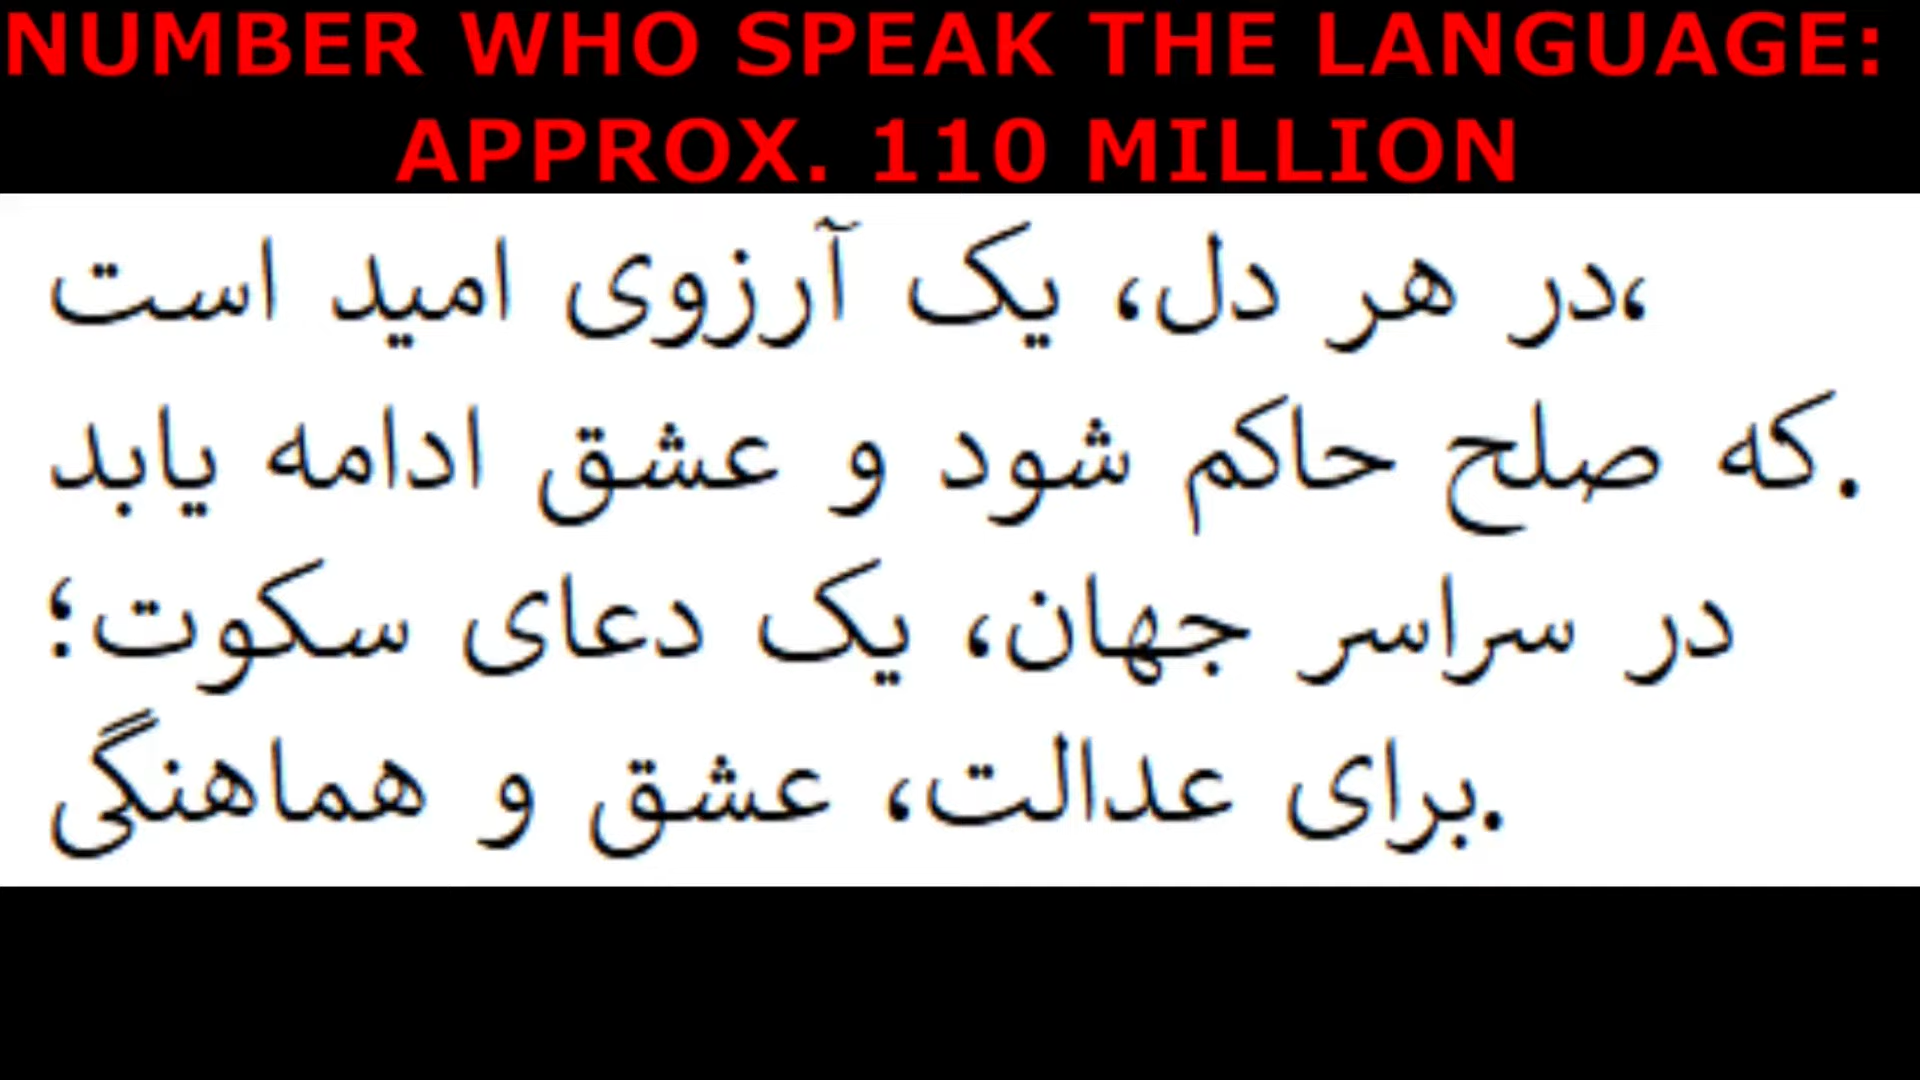 NUMBER WHO SPEAK THE LANGUAGE:
APPROX. 110 MILLION
،در هر دل، یک آرزوی امید است
.که صلح حاکم شود و عشق ادامه یابد
در سراسر جهان، یک دعای سکوت؛
.برای عدالت، عشق و هماهنگی